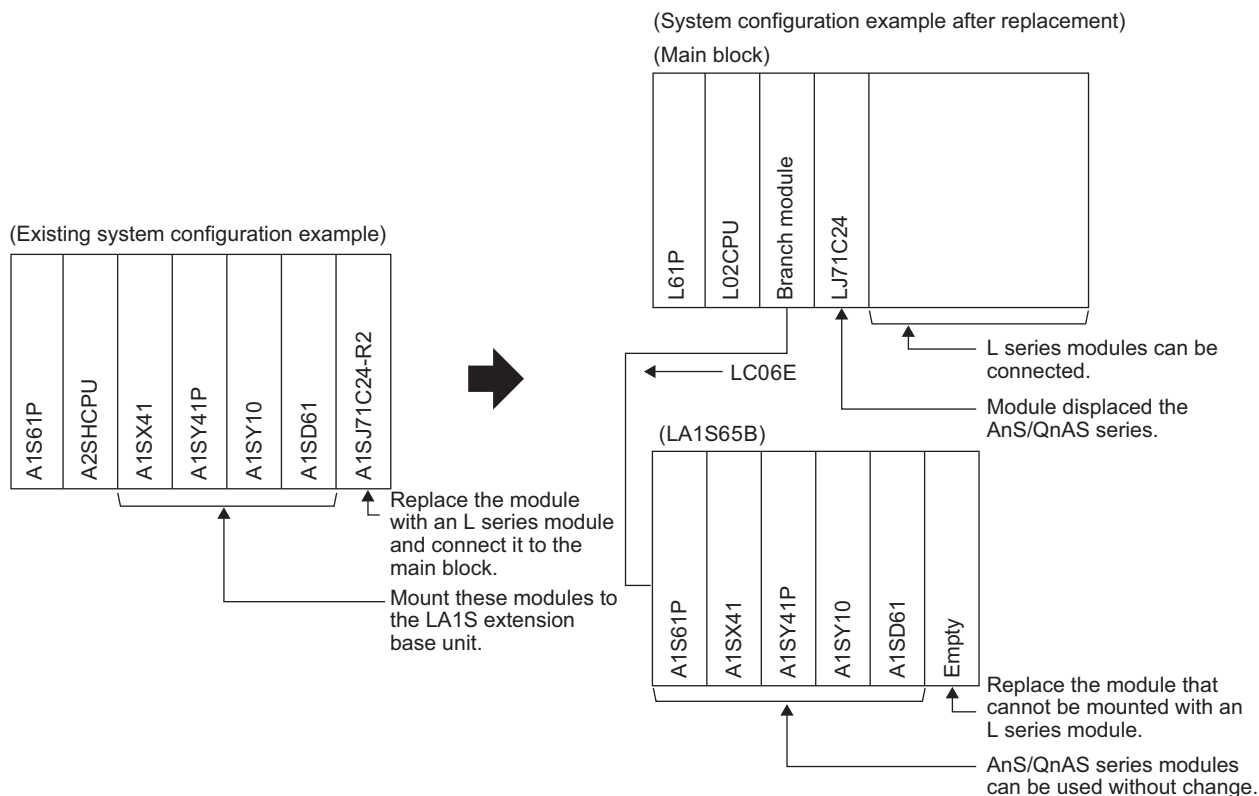 (System configuration example after replacement)
(Main block)
L61P
L02CPU
Branch module
LJ71C24
L series modules can be
connected.
Module displaced the
AnS/QnAS series.
LC06E
(Existing system configuration example)
A1S61P
A2SHCPU
A1SX41
A1SY41P
A1SY10
A1SD61
A1SJ71C24-R2
Replace the module
with an L series module
and connect it to the
main block.
Mount these modules to
the LA1S extension
base unit.
(LA1S65B)
A1S61P
A1SX41
A1SY41P
A1SY10
A1SD61
Empty
Replace the module that
cannot be mounted with an
L series module.
AnS/QnAS series modules
can be used without change.